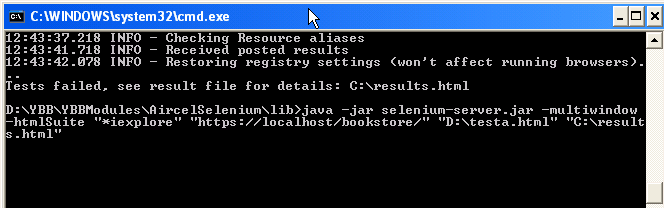 C:\WINDOWS\system32\cmd.exe
12:43:37.218 INFO - Checking Resource aliases
12:43:41.718 INFO - Received posted results
12:43:42.078 INFO - Restoring registry settings (won't affect running browsers).
..
Tests failed, see result file for details: C:\results.html
D:\YBB\YBBModules\AircelSelenium\lib>java -jar selenium-server.jar -multiwindow
-htmlSuite "*iexplore" "https://localhost/bookstore/" "D:\testa.html" "C:\result
s.html"